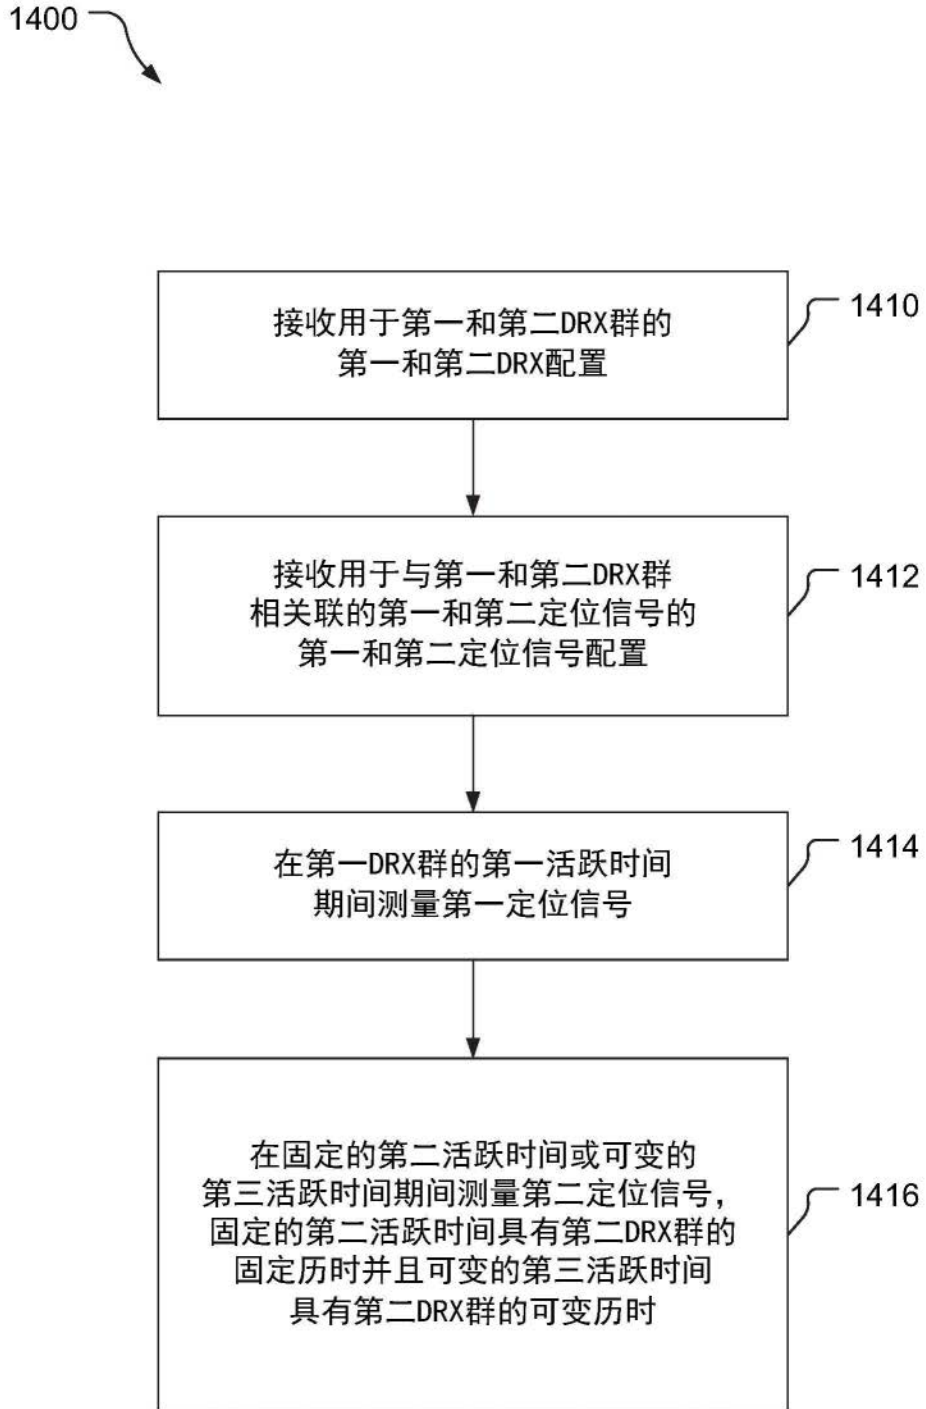 1400
接收用于第一和第二DRX群的
第一和第二DRX配置
1410
接收用于与第一和第二DRX群
相关联的第一和第二定位信号的
第一和第二定位信号配置
1412
在第一DRX群的第一活跃时间
期间测量第一定位信号
1414
在固定的第二活跃时间或可变的
第三活跃时间期间测量第二定位信号，
固定的第二活跃时间具有第二DRX群的
固定历时并且可变的第三活跃时间
具有第二DRX群的可变历时
1416